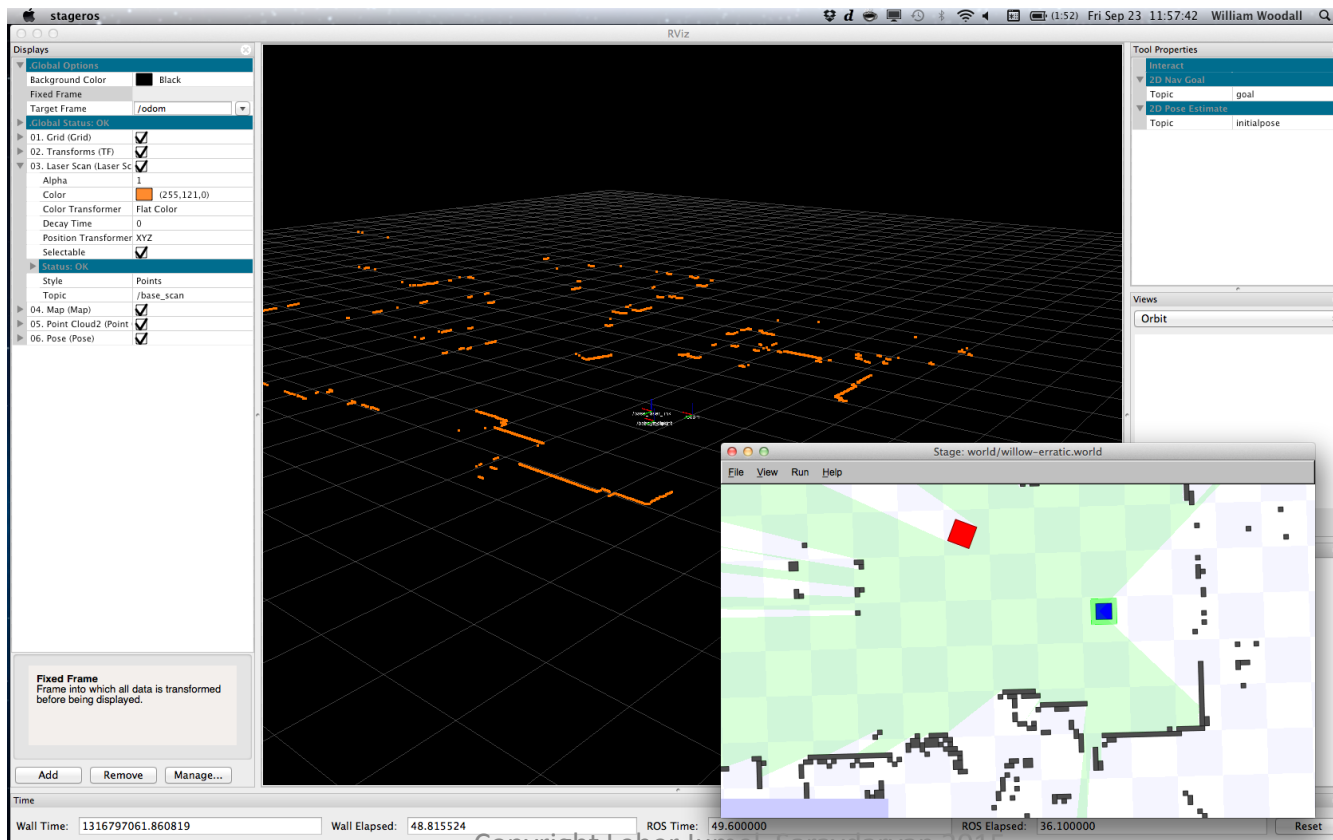 stageros
d
(1:52) Fri Sep 23 11:57:42 William Woodall
RViz
Displays
.Global Options
Background Color Black
Fixed Frame
Target Frame /odom
.Global Status: OK
01. Grid (Grid)
02. Transforms (TF)
03. Laser Scan (Laser Sc
Alpha 1
Color (255,121,0)
Color Transformer Flat Color
Decay Time 0
Position Transformer XYZ
Selectable
Status: OK
Style Points
Topic /base_scan
04. Map (Map)
05. Point Cloud2 (Point
06. Pose (Pose)
Fixed Frame
Frame into which all data is transformed
before being displayed.
Add Remove Manage...
Tool Properties
Interact
2D Nav Goal
Topic goal
2D Pose Estimate
Topic initialpose
Views
Orbit
Stage: world/willow-erratic.world
File View Run Help
Time
Wall Time: 1316797061.860819 Wall Elapsed: 48.815524 ROS Time: 49.600000 ROS Elapsed: 36.100000 Reset